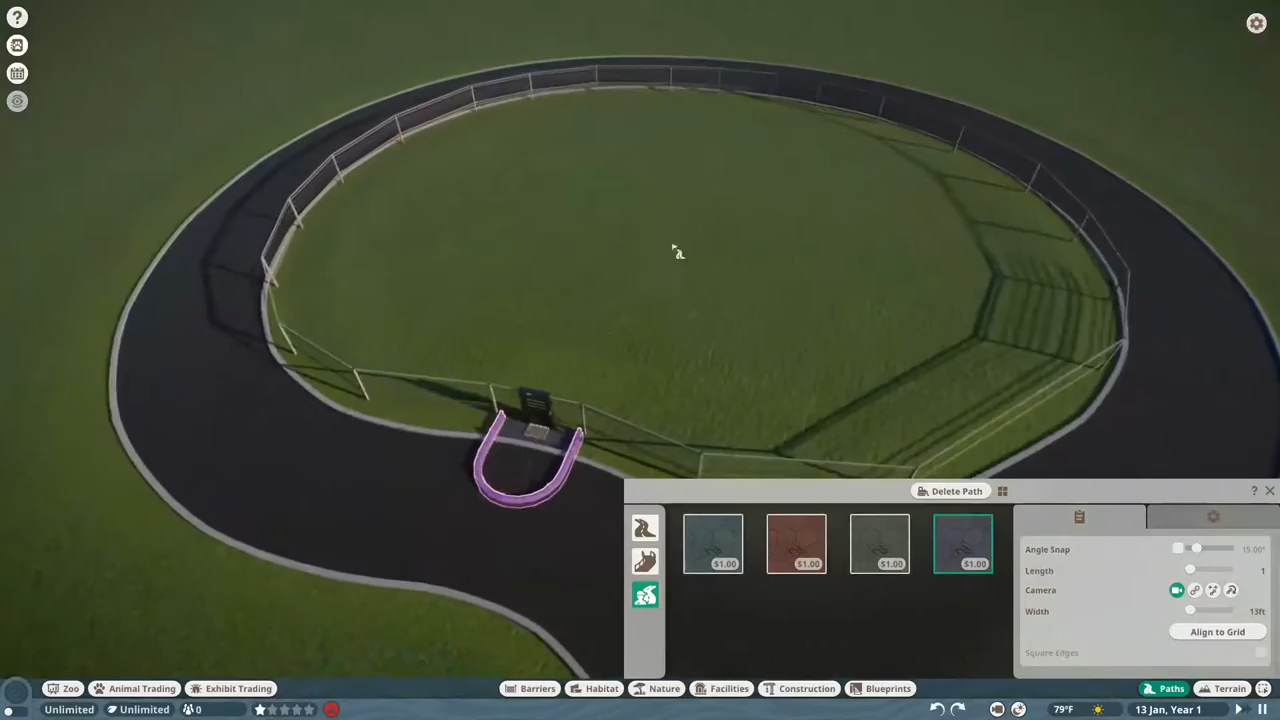 ?
Delete Path
?
$1.00
$1.00
$1.00
$1.00
Angle Snap
15.00°
Length
1
Camera
Width
13ft
Align to Grid
Square Edges
Zoo
Animal Trading
Exhibit Trading
Barriers
Habitat
Nature
Facilities
Construction
Blueprints
Paths
Terrain
Unlimited
Unlimited
0
79°F
13 Jan, Year 1